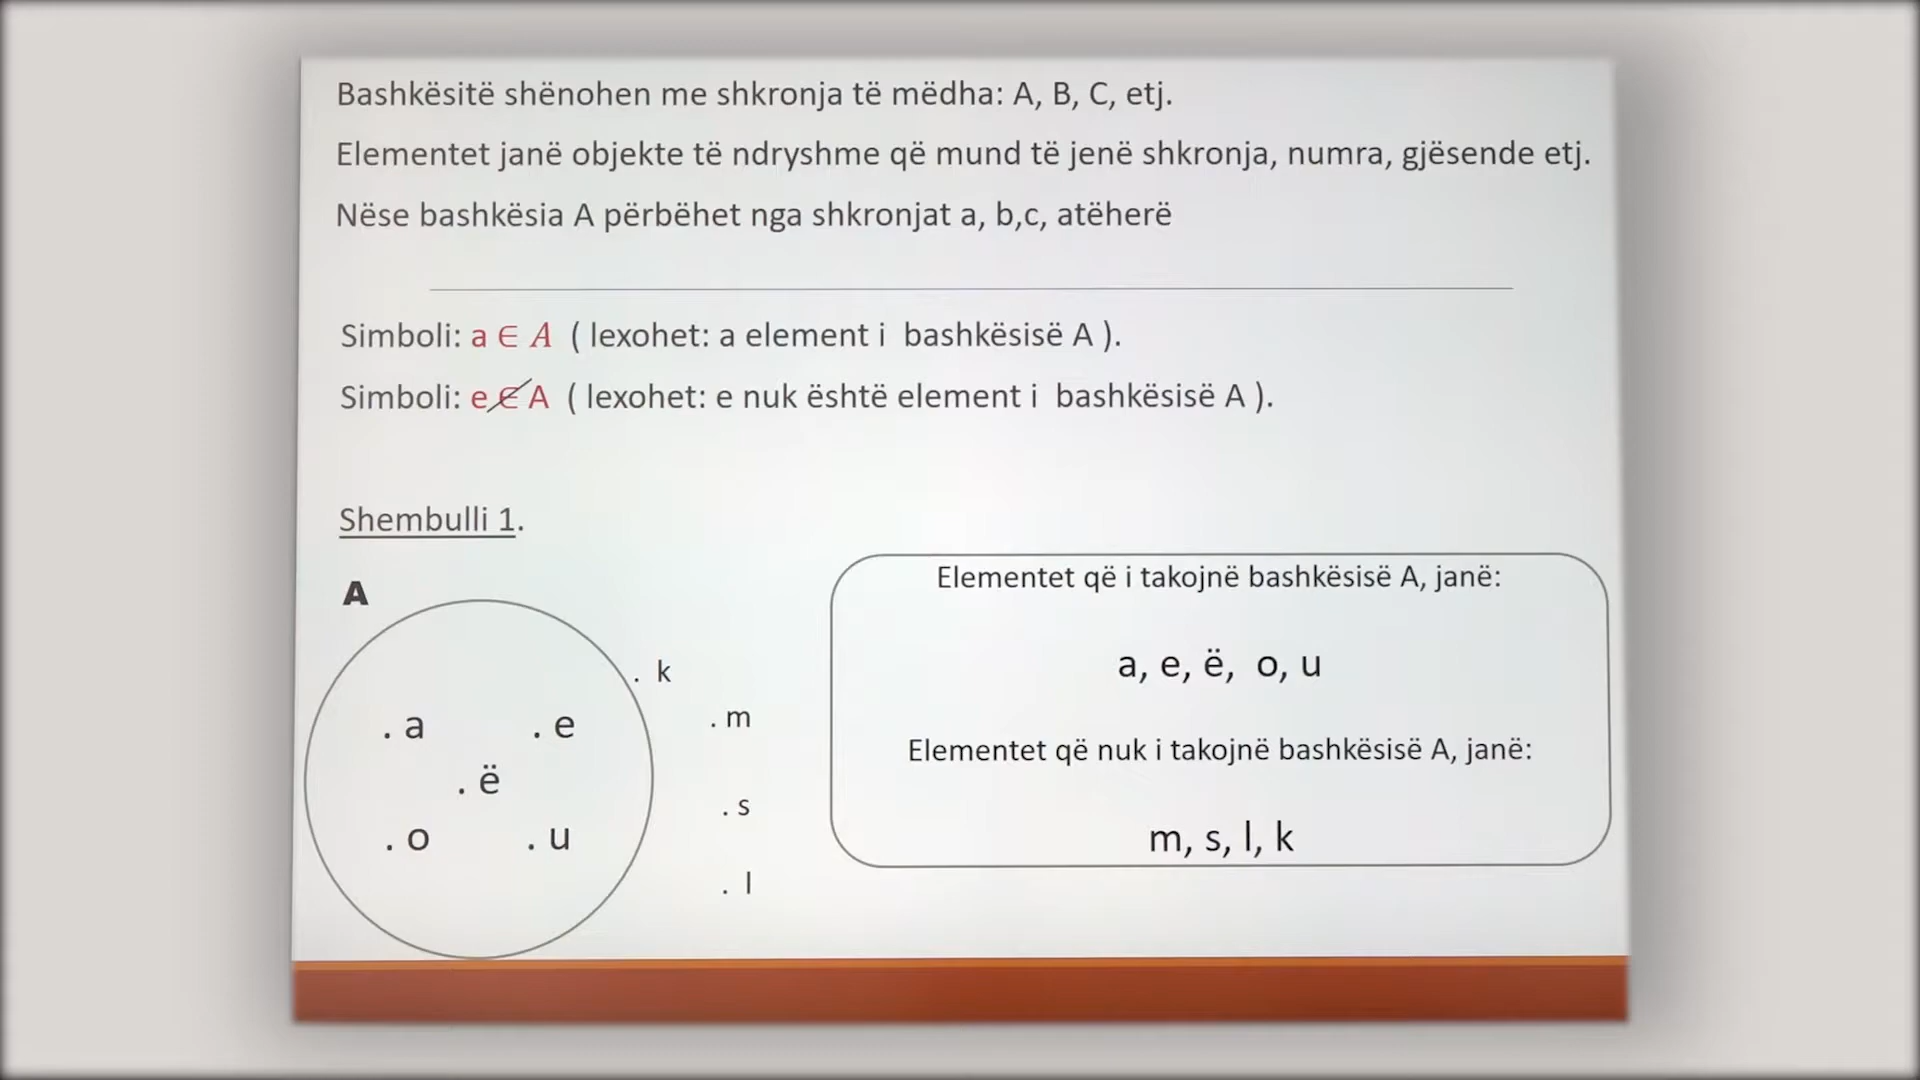 Bashkësitë shënohen me shkronja të mëdha: A, B, C, etj.
Elementet janë objekte të ndryshme që mund të jenë shkronja, numra, gjësende etj.
Nëse bashkësia A përbëhet nga shkronjat a, b,c, atëherë
Simboli: a ∈ A ( lexohet: a element i bashkësisë A ).
Simboli: e ∉ A ( lexohet: e nuk është element i bashkësisë A ).
Shembulli 1.
A
. k
. m
. a . e
. ë
. s
. o . u
. l
Elementet që i takojnë bashkësisë A, janë:
a, e, ë, o, u
Elementet që nuk i takojnë bashkësisë A, janë:
m, s, l, k